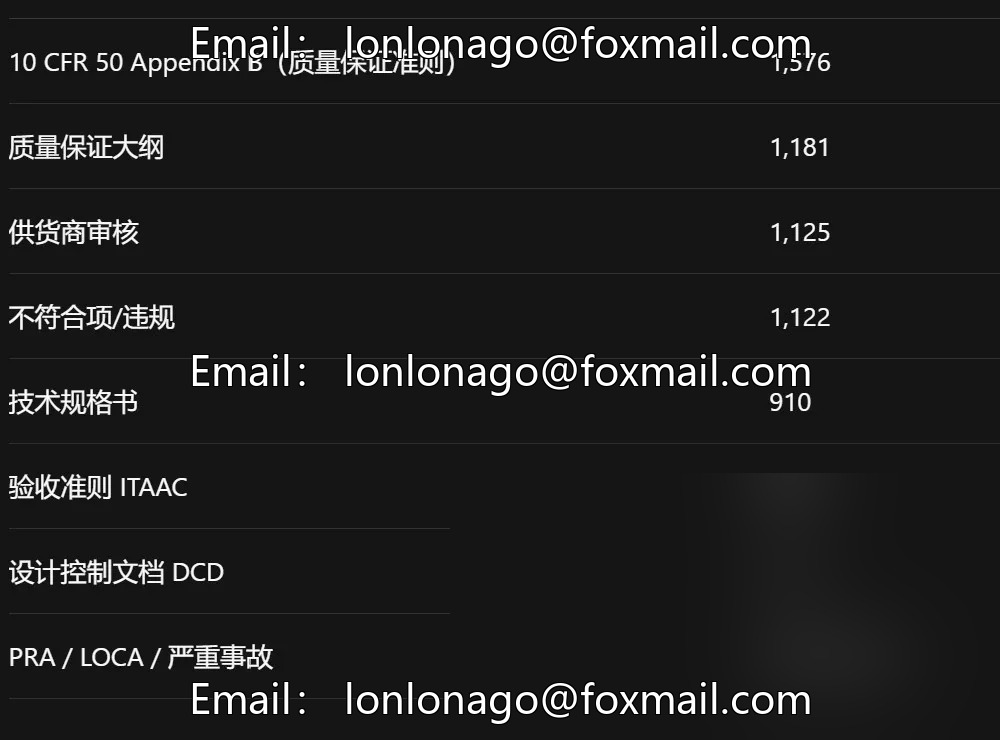 Email： lonlonago@foxmail.com
10 CFR 50 Appendix B（质量保证准则） 1,576
质量保证大纲 1,181
供货商审核 1,125
不符合项/违规 1,122
Email： lonlonago@foxmail.com
技术规格书 910
验收准则 ITAAC
设计控制文档 DCD
PRA / LOCA / 严重事故
Email： lonlonago@foxmail.com